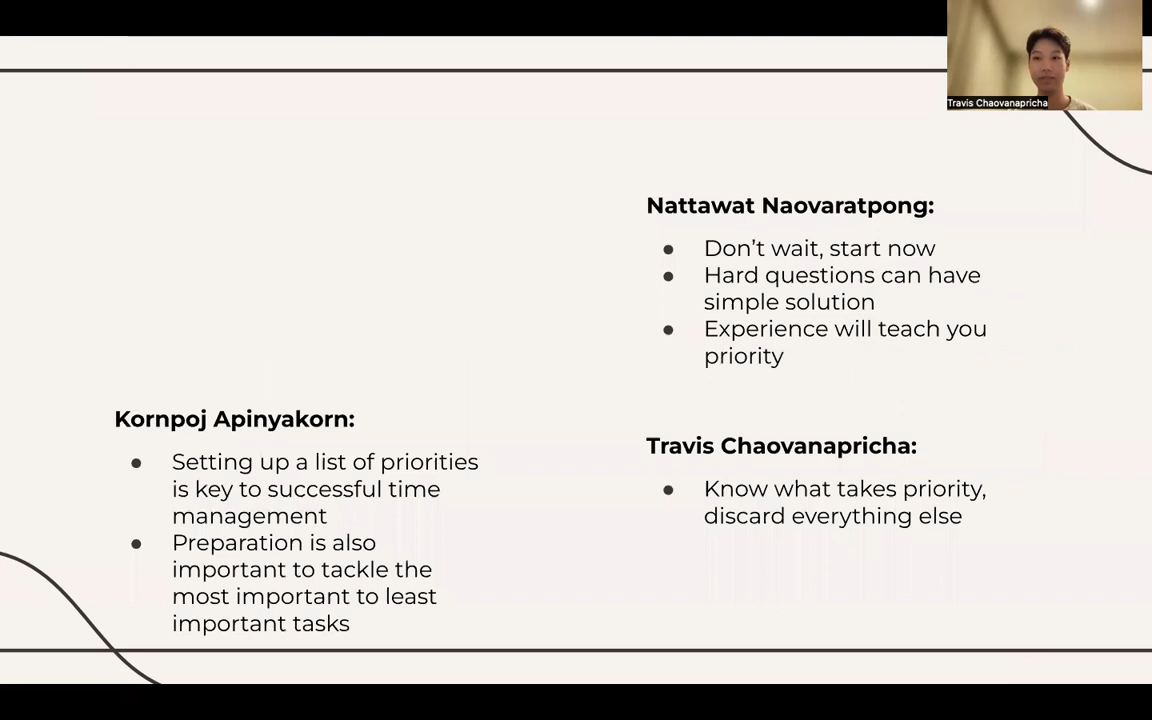 Travis Chaovanapricha
Nattawat Naovaratpong:
● Don’t wait, start now
● Hard questions can have
simple solution
● Experience will teach you
priority
Kornpoj Apinyakorn:
● Setting up a list of priorities
is key to successful time
management
● Preparation is also
important to tackle the
most important to least
important tasks
Travis Chaovanapricha:
● Know what takes priority,
discard everything else